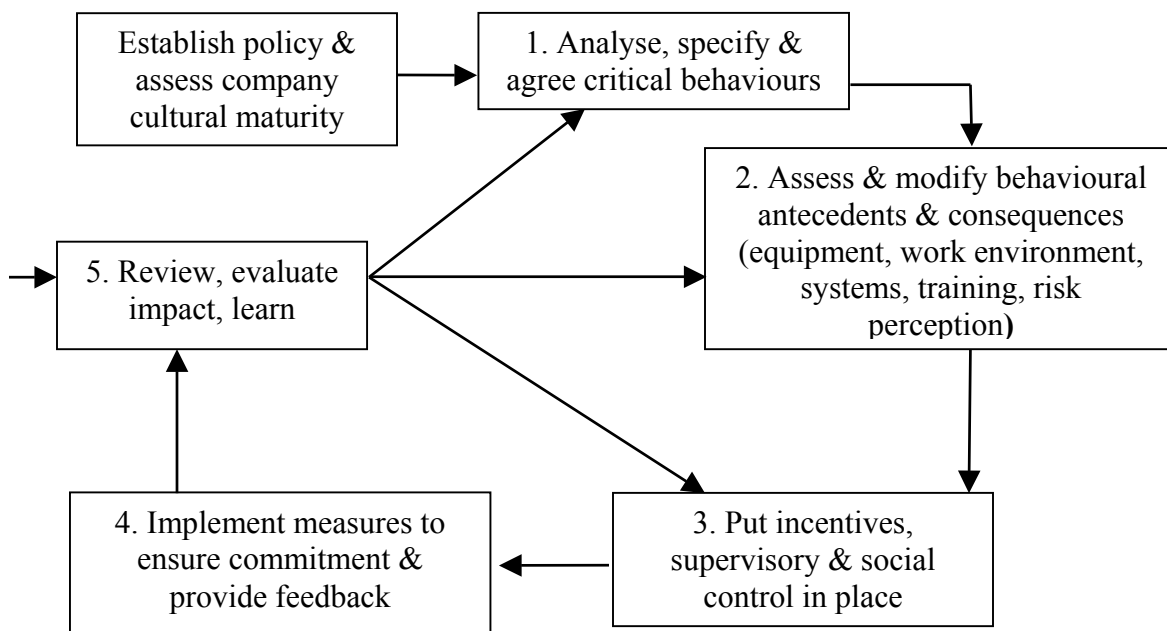 Establish policy &
assess company
cultural maturity
1. Analyse, specify &
agree critical behaviours
2. Assess & modify behavioural
antecedents & consequences
(equipment, work environment,
systems, training, risk
perception)
5. Review, evaluate
impact, learn
4. Implement measures to
ensure commitment &
provide feedback
3. Put incentives,
supervisory & social
control in place